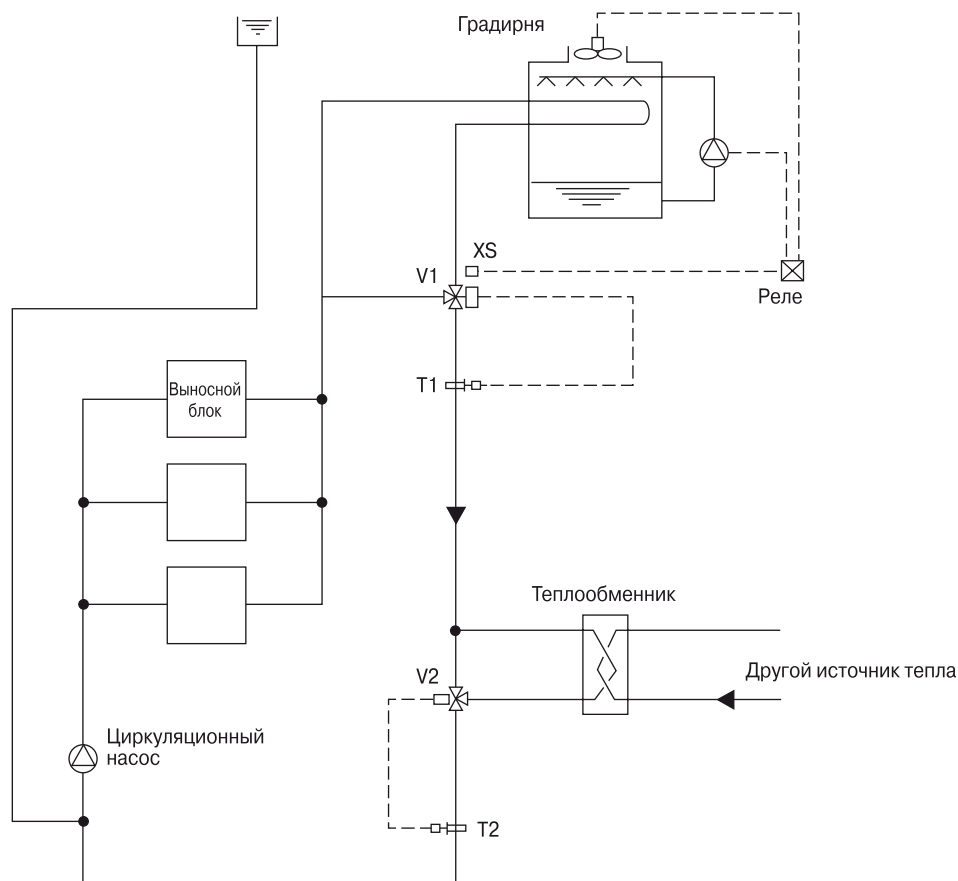 Градирня
XS
V1
Реле
T1
Выносной
блок
Теплообменник
V2
Другой источник тепла
Циркуляционный
насос
T2